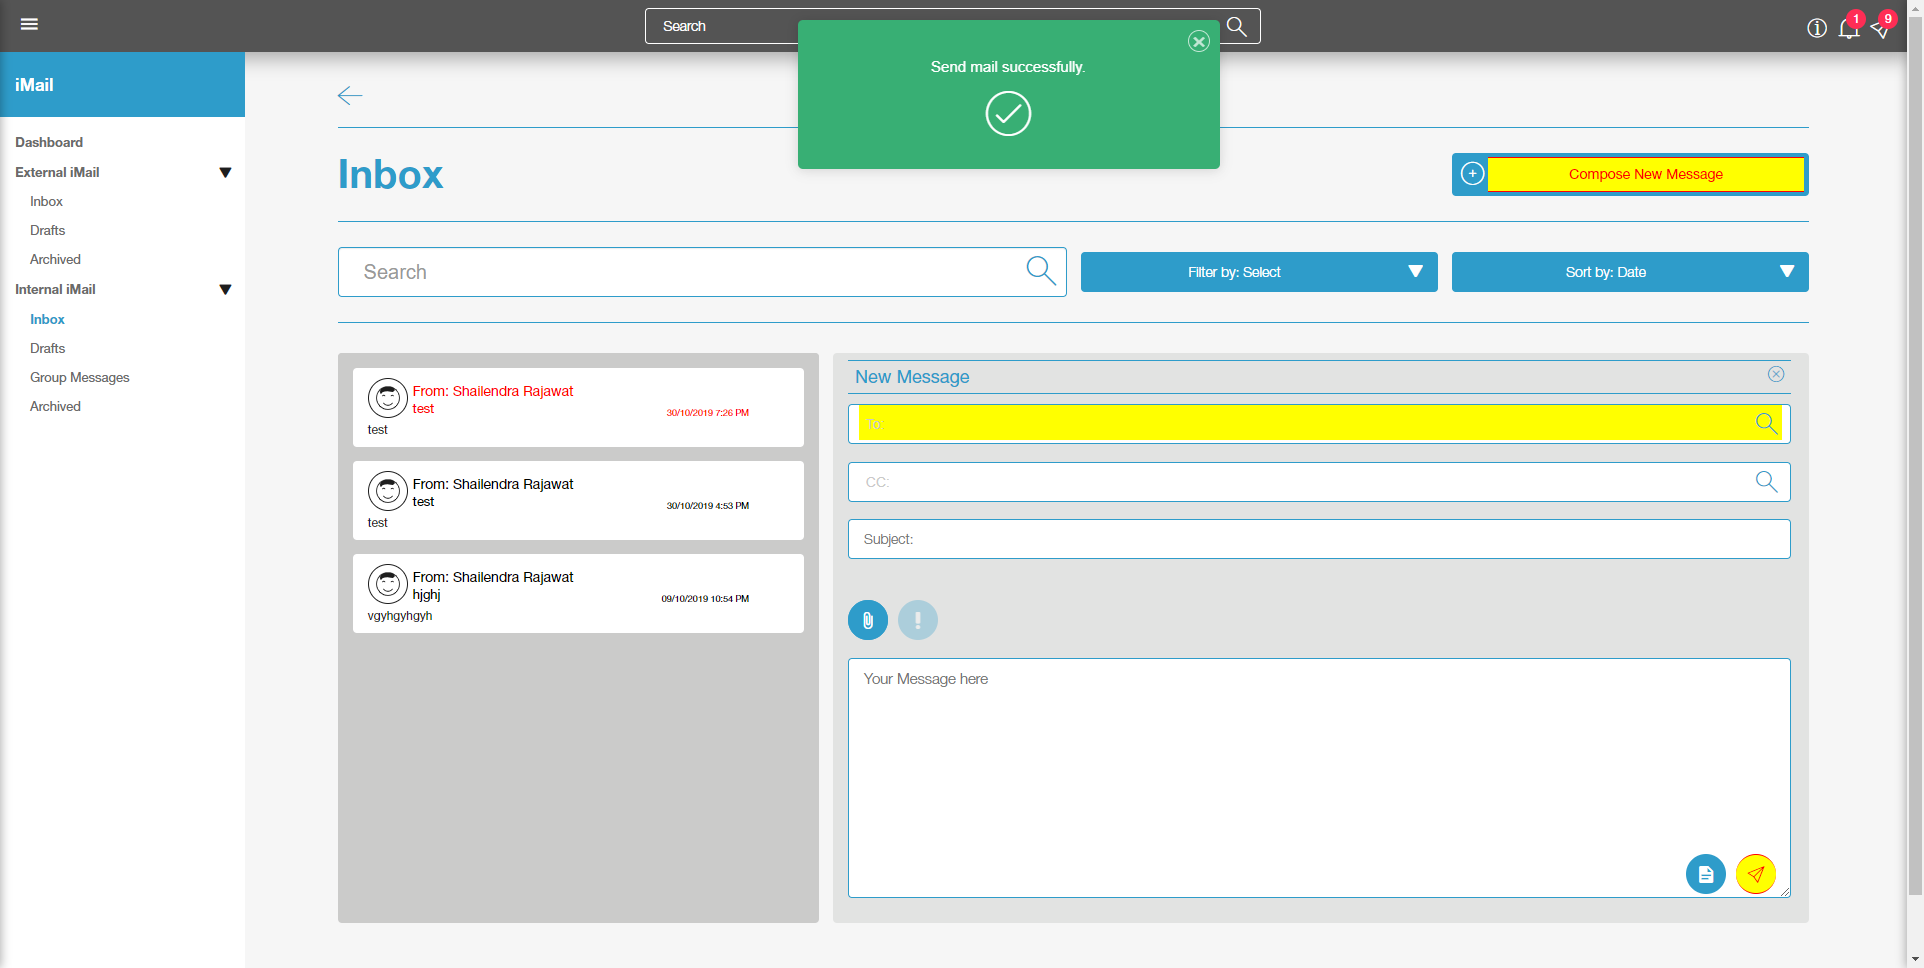 Search
1
9
Send mail successfully.
iMail
Dashboard
External iMail
Inbox
Drafts
Archived
Internal iMail
Inbox
Drafts
Group Messages
Archived
Inbox
Compose New Message
Search
Filter by: Select
Sort by: Date
From: Shailendra Rajawat
test
30/10/2019 7:26 PM
test
From: Shailendra Rajawat
test
30/10/2019 4:53 PM
test
From: Shailendra Rajawat
hjghj
09/10/2019 10:54 PM
vgyhgyhgyh
New Message
To:
CC:
Subject:
Your Message here